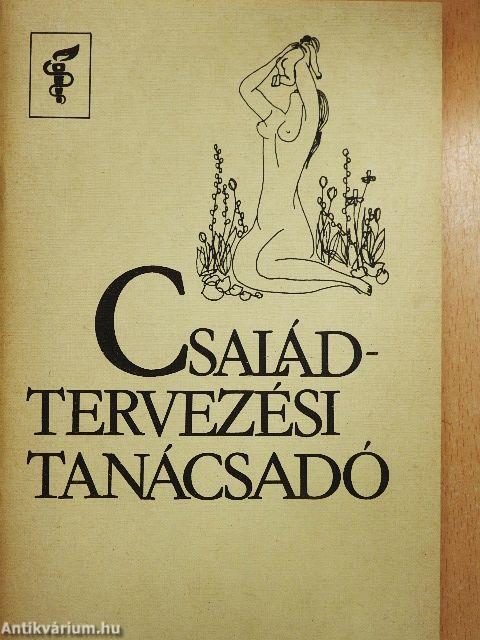 CSALÁD-
TERVEZÉSI
TANÁCSADÓ
Antikvárium.hu